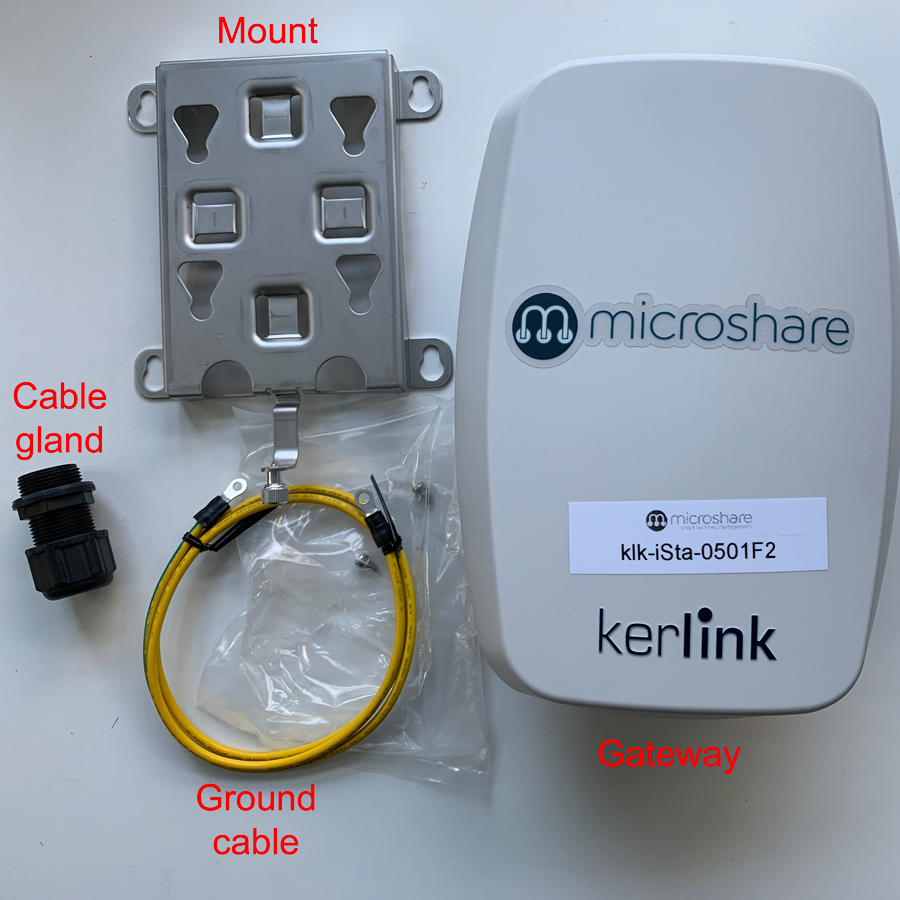 Mount
microshare
Cable
gland
microshare
klk-iSta-0501F2
kerlink
Gateway
Ground
cable